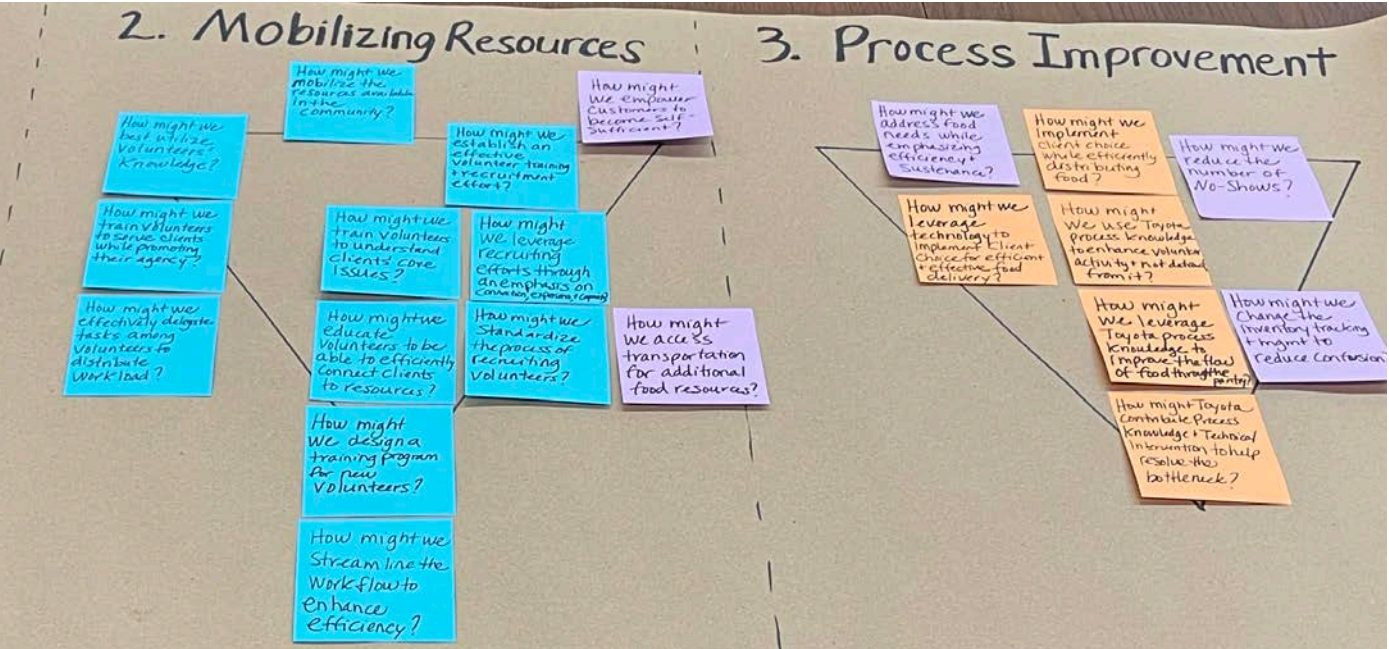 2. Mobilizing Resources
How might we
mobilize the
resources available
in the
community?
How might
we empower
customers to
become self-
sufficient?
How might we
best utilize
volunteers'
knowledge?
How might we
establish an
effective
volunteer training
+ recruitment
effort?
How might we
train volunteers
to serve clients
while promoting
their agency?
How might we
train volunteers
to understand
clients' core
issues?
How might
we leverage
recruiting
efforts through
an emphasis on
How might we
effectively delegate
tasks among
volunteers to
distribute
workload?
How might we
educate
volunteers to be
able to efficiently
connect clients
to resources?
How might we
standardize
the process of
recruiting
volunteers?
How might
we access
transportation
for additional
food resources?
How might
we design a
training program
for new
volunteers?
How might we
streamline the
workflow to
enhance
efficiency?
3. Process Improvement
How might we
address food
needs while
emphasizing
efficiency +
sustenance?
How might we
implement
client choice
while efficiently
distributing
food?
How might we
reduce the
number of
No-Shows?
How might we
leverage
technology to
implement client
choice for efficient
+ effective food
delivery?
How might
we use Toyota
process knowledge
to enhance volunteer
activity + not detract
from it?
How might
we leverage
Toyota process
knowledge to
improve the flow
of food through the
pantry?
How might we
change the
inventory tracking
+ mgmt to
reduce confusion
How might Toyota
contribute Process
Knowledge + Technical
Intervention to help
resolve the
bottleneck?